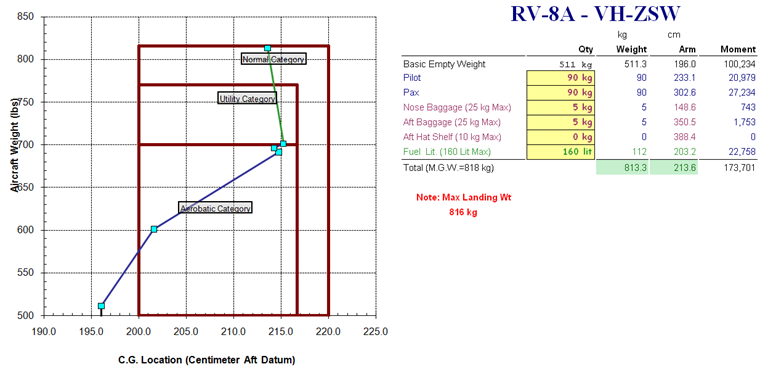 RV-8A - VH-ZSW
kg cm
Qty Weight Arm Moment
Basic Empty Weight 511 kg 511.3 196.0 100,234
Pilot 90 kg 90 233.1 20,979
Pax 90 kg 90 302.6 27,234
Nose Baggage (25 kg Max) 5 kg 5 148.6 743
Aft Baggage (25 kg Max) 5 kg 5 350.5 1,753
Aft Hat Shelf (10 kg Max) 0 kg 0 388.4 0
Fuel Lit. (160 Lit Max) 160 lit 112 203.2 22,758
Total (M.G.W.=818 kg) 813.3 213.6 173,701
Note: Max Landing Wt
816 kg
Aircraft Weight (lbs)
850
800
750
700
650
600
550
500
Normal Category
Utility Category
Aerobatic Category
190.0 195.0 200.0 205.0 210.0 215.0 220.0 225.0
C.G. Location (Centimeter Aft Datum)